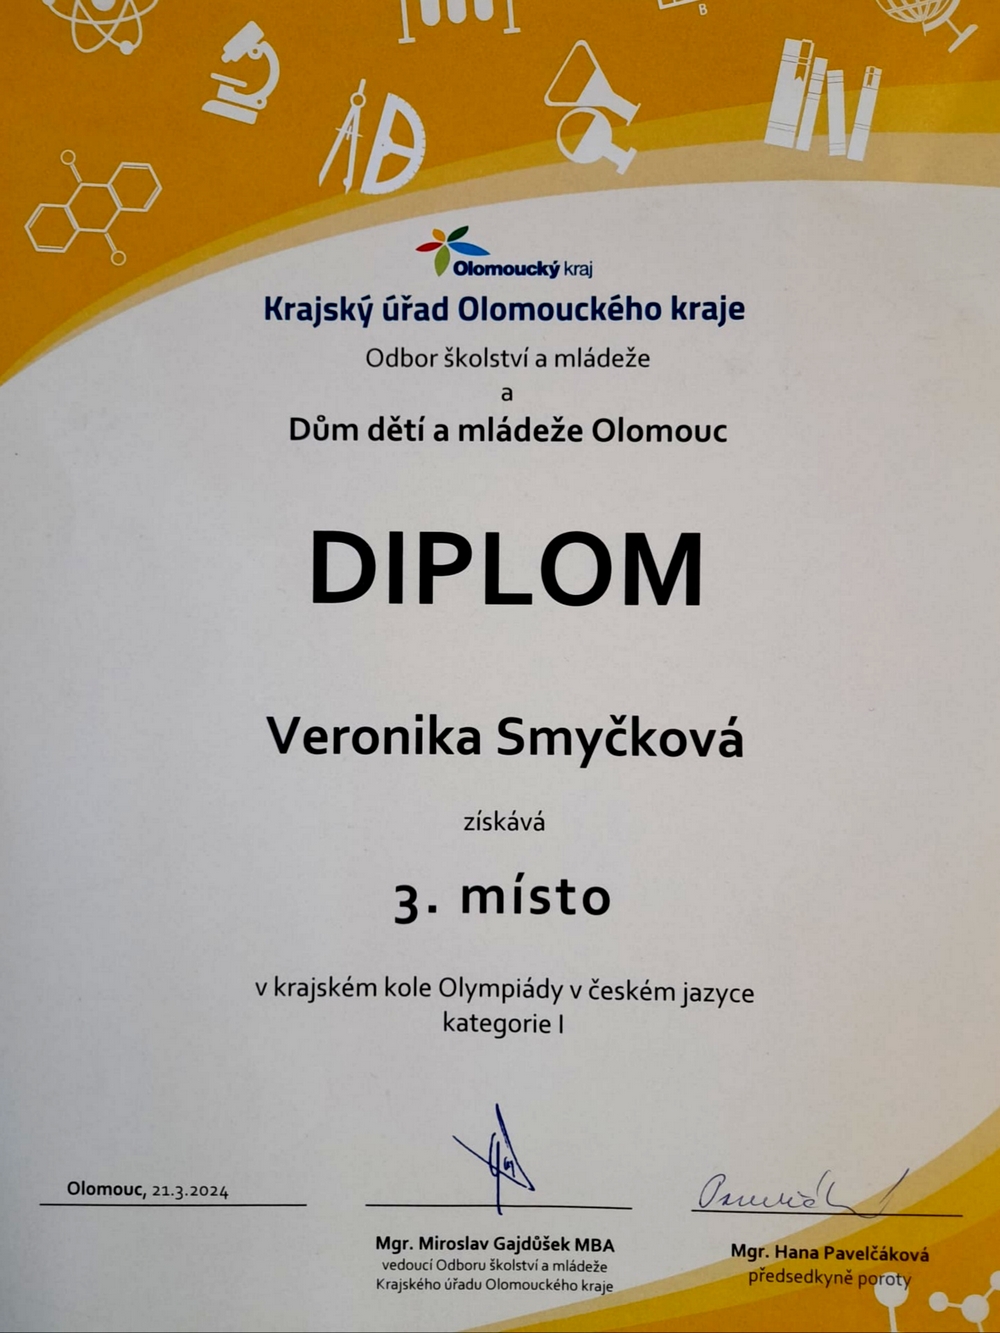 B
Olomoucký kraj
Krajský úřad Olomouckého kraje
Odbor školství a mládeže
a
Dům dětí a mládeže Olomouc
DIPLOM
Veronika Smyčková
získává
3. místo
v krajském kole Olympiády v českém jazyce
kategorie I
Olomouc, 21.3.2024
Mgr. Miroslav Gajdůšek MBA
vedoucí Odboru školství a mládeže
Krajského úřadu Olomouckého kraje
Mgr. Hana Pavelčáková
předsedkyně poroty